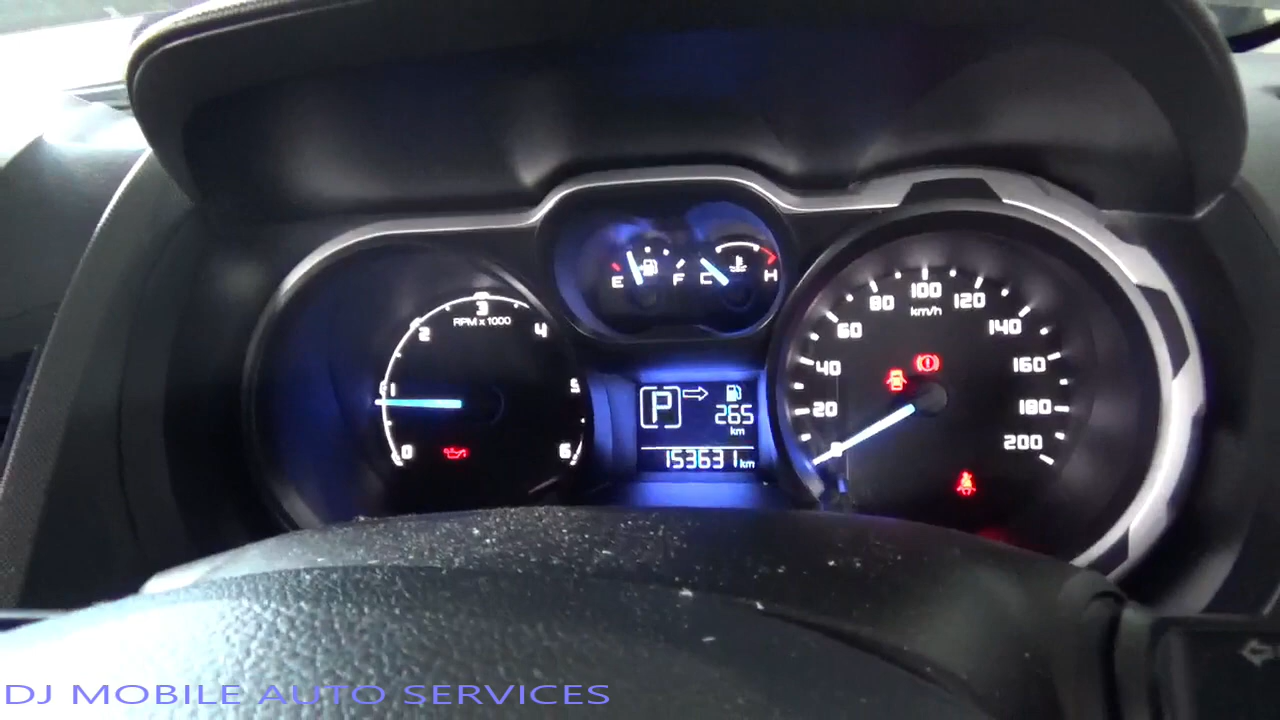 E F C H
0 1 2 3 4 5 6
RPM x 1000
20 40 60 80 100 120 140 160 180 200
km/h
P 265
km
153631 km
DJ MOBILE AUTO SERVICES